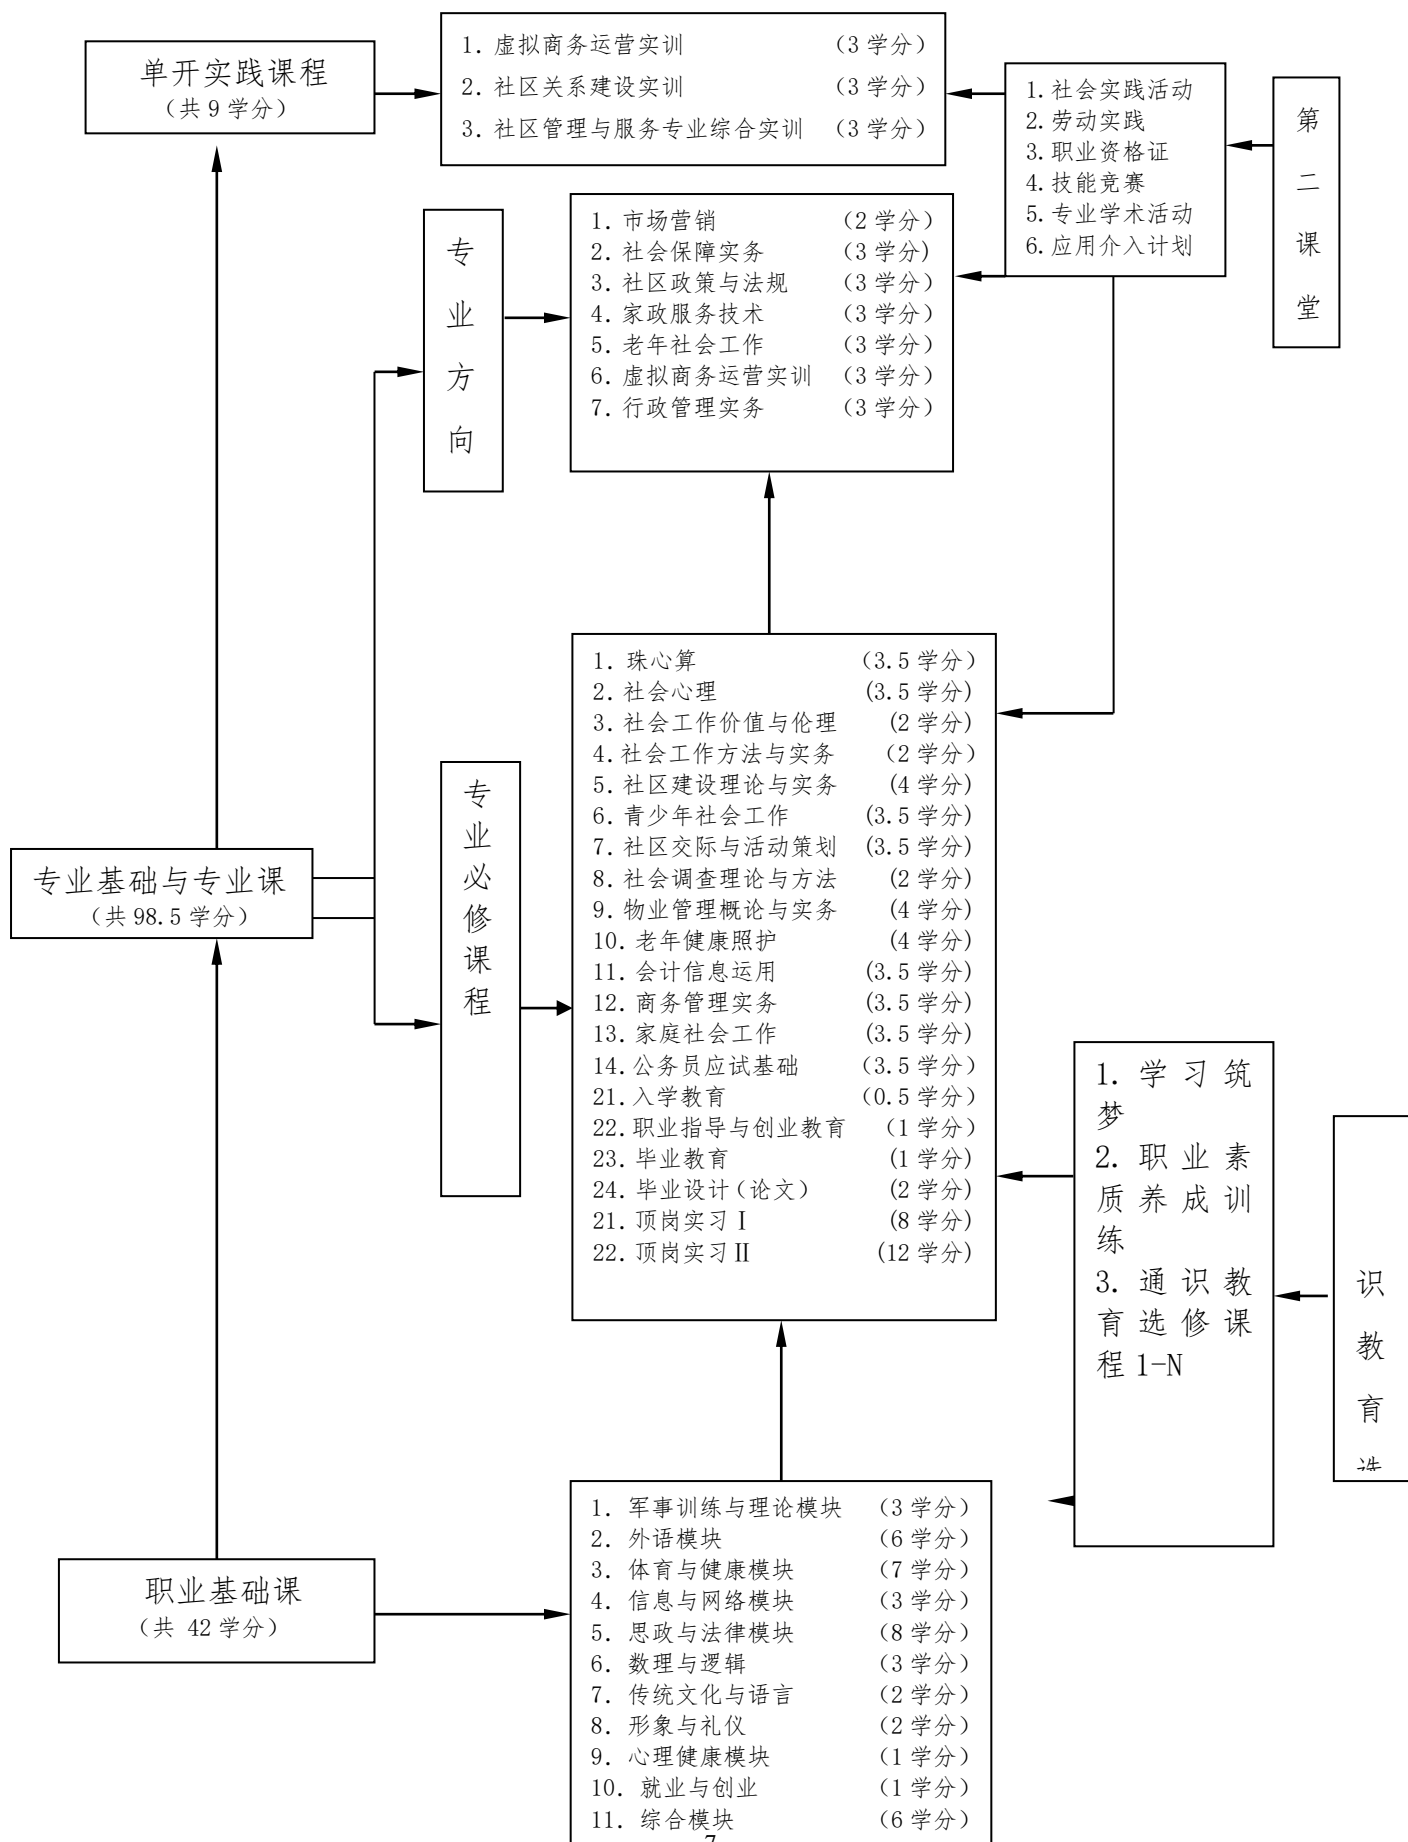 单开实践课程
（共 9 学分）
1. 虚拟商务运营实训 （3 学分）
2. 社区关系建设实训 （3 学分）
3. 社区管理与服务专业综合实训 （3 学分）
1.社会实践活动
2.劳动实践
3.职业资格证
4.技能竞赛
5.专业学术活动
6.应用介入计划
第
二
课
堂
专
业
方
向
1. 市场营销 （2 学分）
2. 社会保障实务 （3 学分)
3. 社区政策与法规 （3 学分）
4. 家政服务技术 （3 学分）
5. 老年社会工作 （3 学分）
6. 虚拟商务运营实训 （3 学分）
7. 行政管理实务 （3 学分）
专
业
必
修
课
程
1. 珠心算 （3.5 学分）
2. 社会心理 (3.5 学分)
3. 社会工作价值与伦理 (2 学分)
4. 社会工作方法与实务 （2 学分）
5. 社区建设理论与实务 (4 学分)
6. 青少年社会工作 (3.5 学分)
7. 社区交际与活动策划 (3.5 学分)
8. 社会调查理论与方法 (2 学分)
9. 物业管理概论与实务 (4 学分)
10. 老年健康照护 (4 学分)
11. 会计信息运用 (3.5 学分)
12. 商务管理实务 (3.5 学分)
13. 家庭社会工作 (3.5 学分)
14. 公务员应试基础 （3.5 学分）
21. 入学教育 （0.5 学分）
22. 职业指导与创业教育 （1 学分）
23. 毕业教育 (1 学分)
24. 毕业设计（论文） (2 学分)
21. 顶岗实习Ⅰ (8 学分)
22. 顶岗实习Ⅱ (12 学分)
专业基础与专业课
（共 98.5 学分）
1. 学习筑
梦
2. 职业素
质养成训
练
3. 通识教
育选修课
程 1-N
识
教
育
职业基础课
（共 42 学分）
1. 军事训练与理论模块 （3 学分）
2. 外语模块 （6 学分）
3. 体育与健康模块 （7 学分）
4. 信息与网络模块 （3 学分）
5. 思政与法律模块 （8 学分）
6. 数理与逻辑 （3 学分）
7. 传统文化与语言 （2 学分）
8. 形象与礼仪 （2 学分）
9. 心理健康模块 （1 学分）
10. 就业与创业 （1 学分）
11. 综合模块 （6 学分）
7